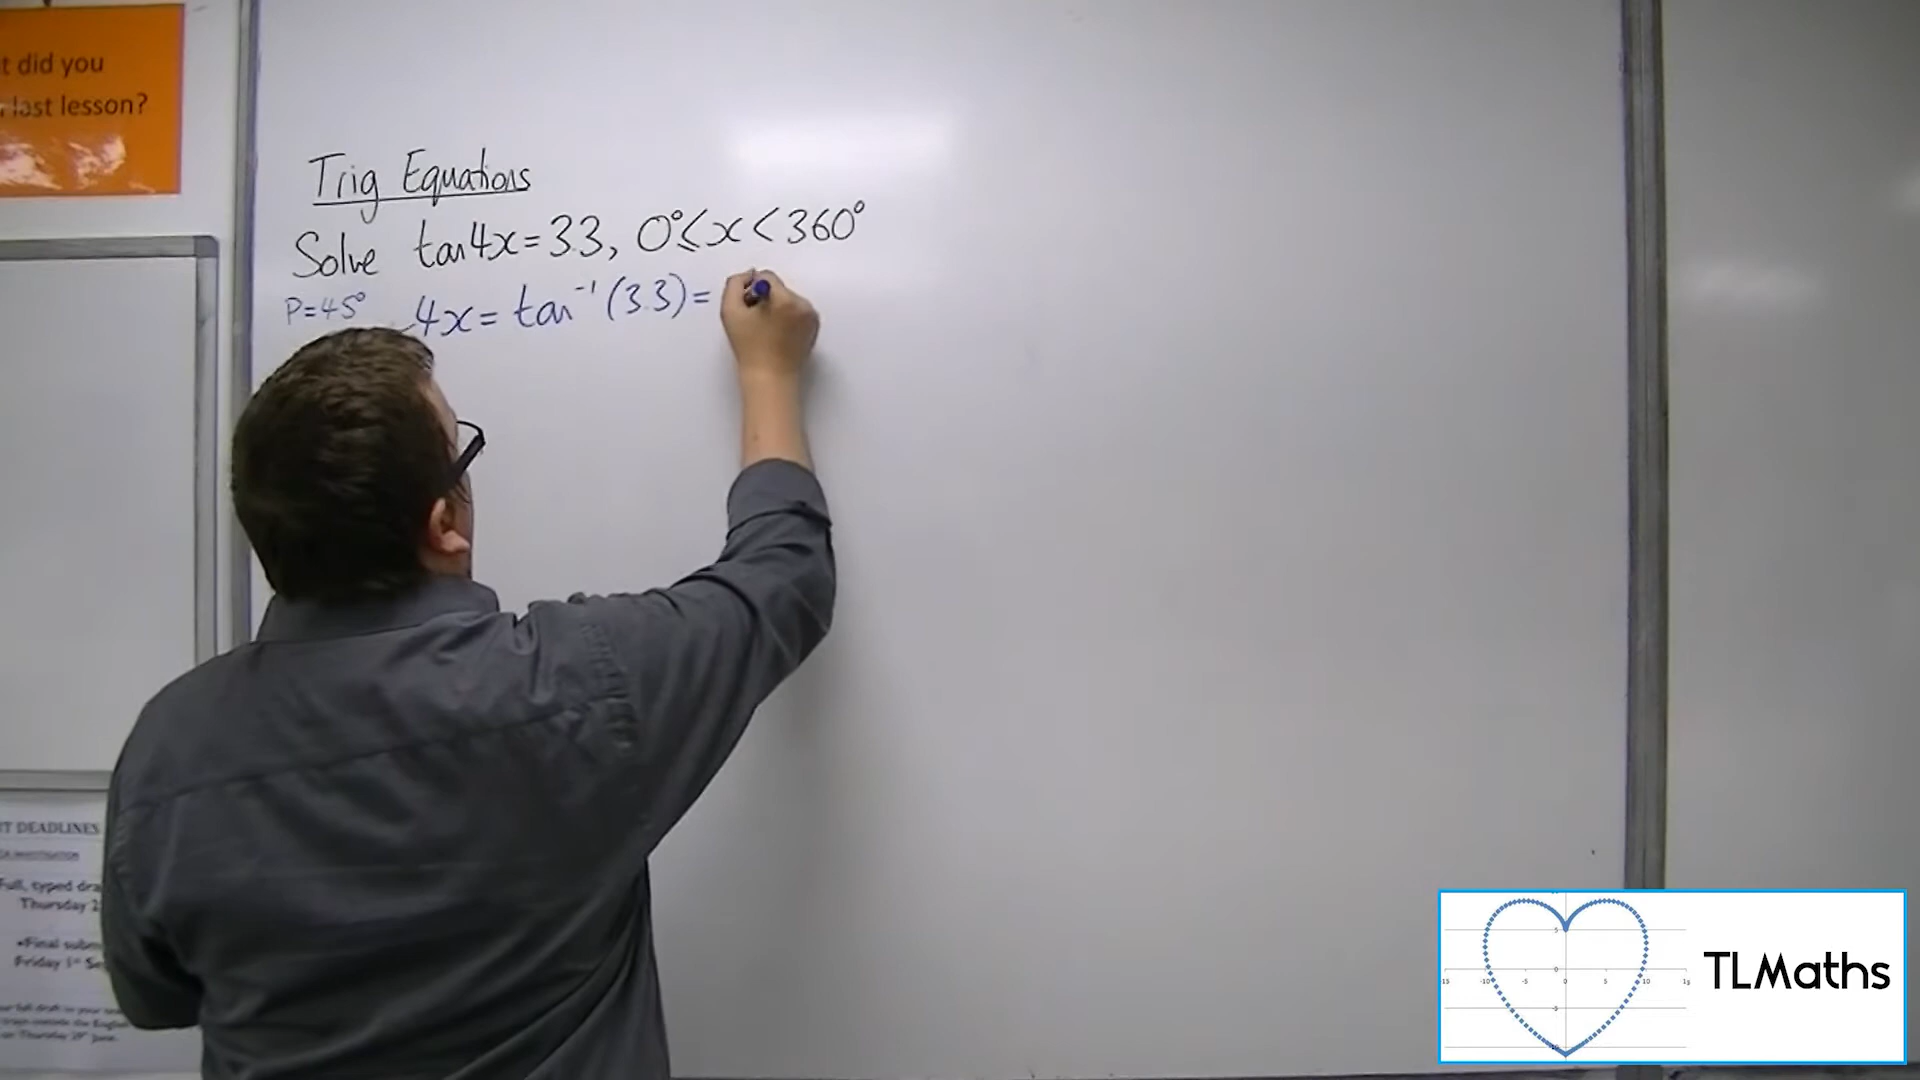 t did you
last lesson?
Trig Equations
Solve tan4x=3.3, 0°≤x<360°
P=45° 4x=tan⁻¹(3.3)=
T DEADLINES
Full, typed dra
Thursday 2
•Final subm
Friday 1st Se
TLMaths